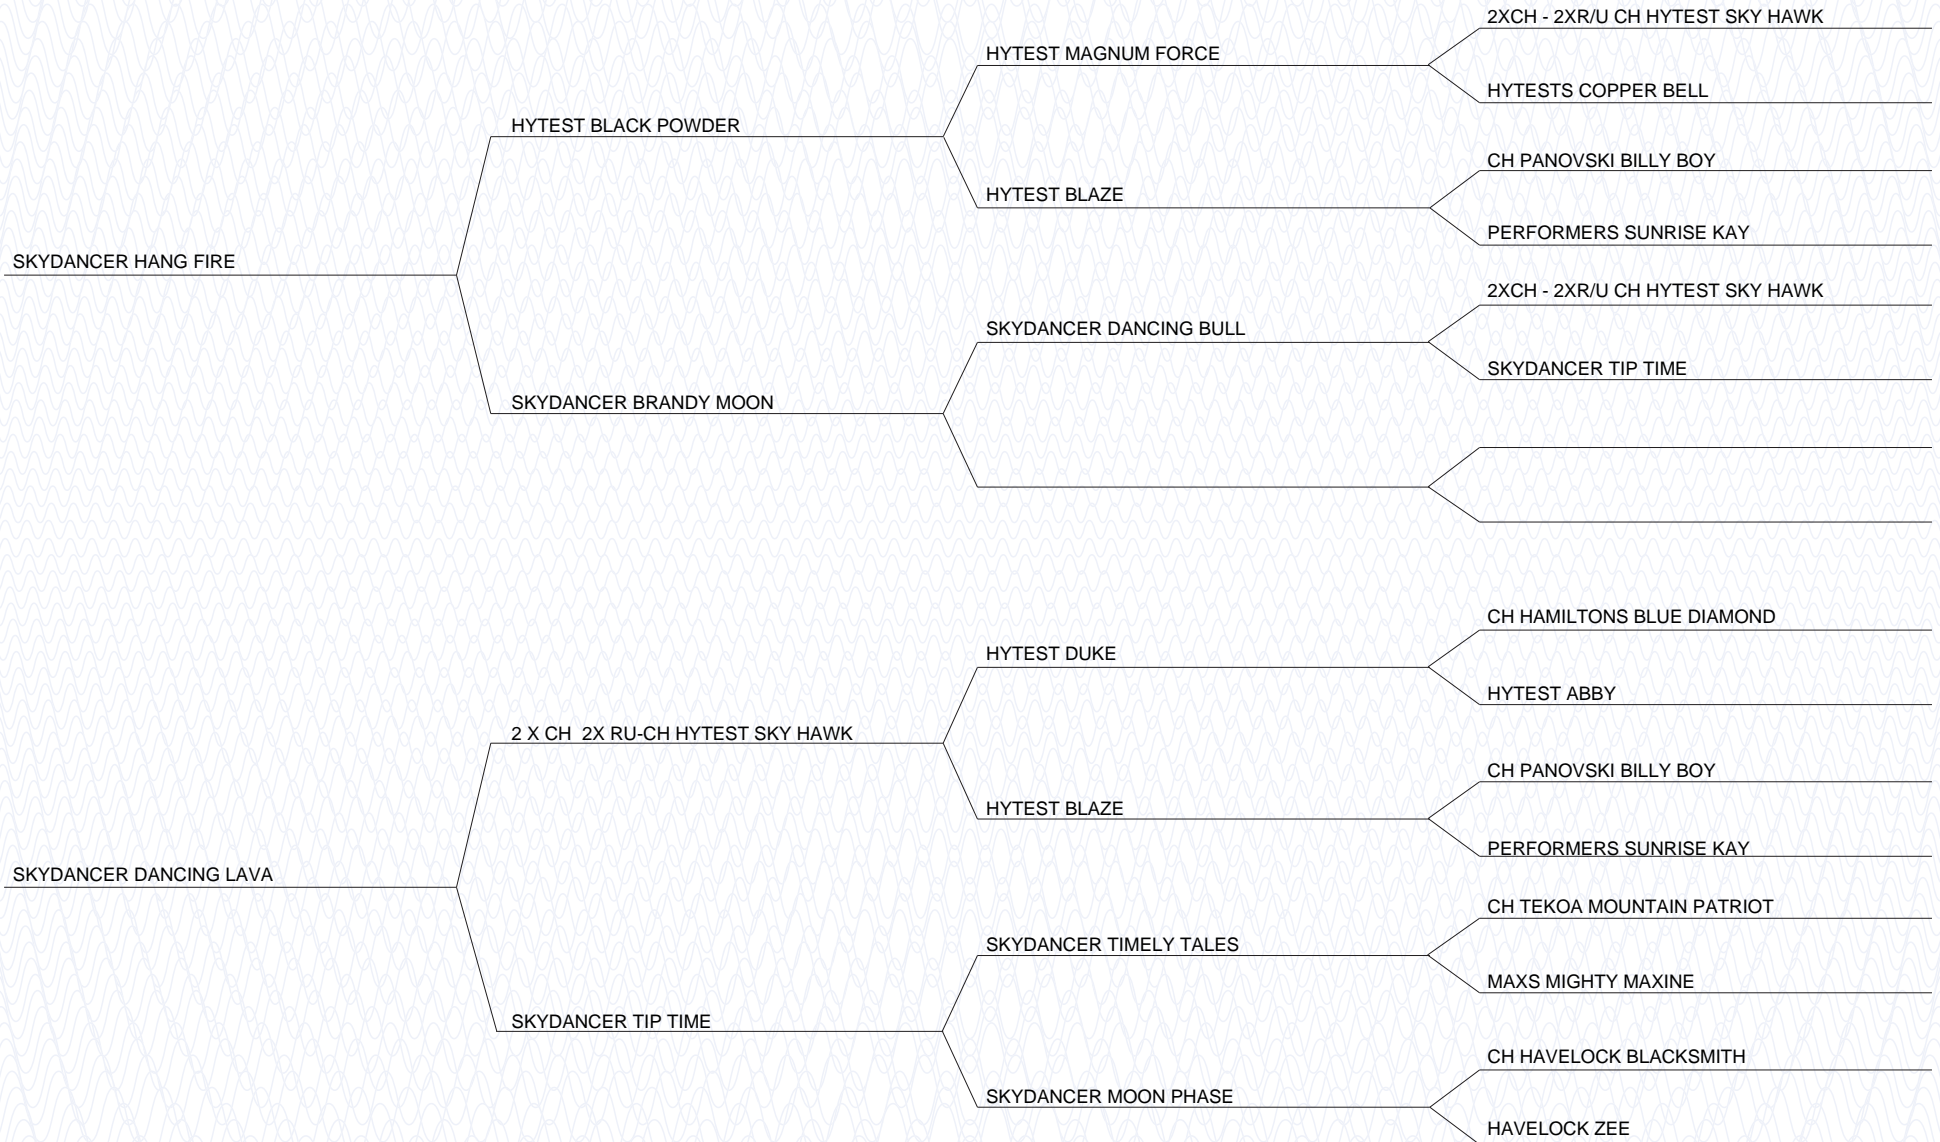 2XCH - 2XR/U CH HYTEST SKY HAWK
HYTEST MAGNUM FORCE
HYTESTS COPPER BELL
HYTEST BLACK POWDER
CH PANOVSKI BILLY BOY
HYTEST BLAZE
PERFORMERS SUNRISE KAY
SKYDANCER HANG FIRE
2XCH - 2XR/U CH HYTEST SKY HAWK
SKYDANCER DANCING BULL
SKYDANCER TIP TIME
SKYDANCER BRANDY MOON
CH HAMILTONS BLUE DIAMOND
HYTEST DUKE
HYTEST ABBY
2 X CH  2X RU-CH HYTEST SKY HAWK
CH PANOVSKI BILLY BOY
HYTEST BLAZE
PERFORMERS SUNRISE KAY
SKYDANCER DANCING LAVA
CH TEKOA MOUNTAIN PATRIOT
SKYDANCER TIMELY TALES
MAXS MIGHTY MAXINE
SKYDANCER TIP TIME
CH HAVELOCK BLACKSMITH
SKYDANCER MOON PHASE
HAVELOCK ZEE